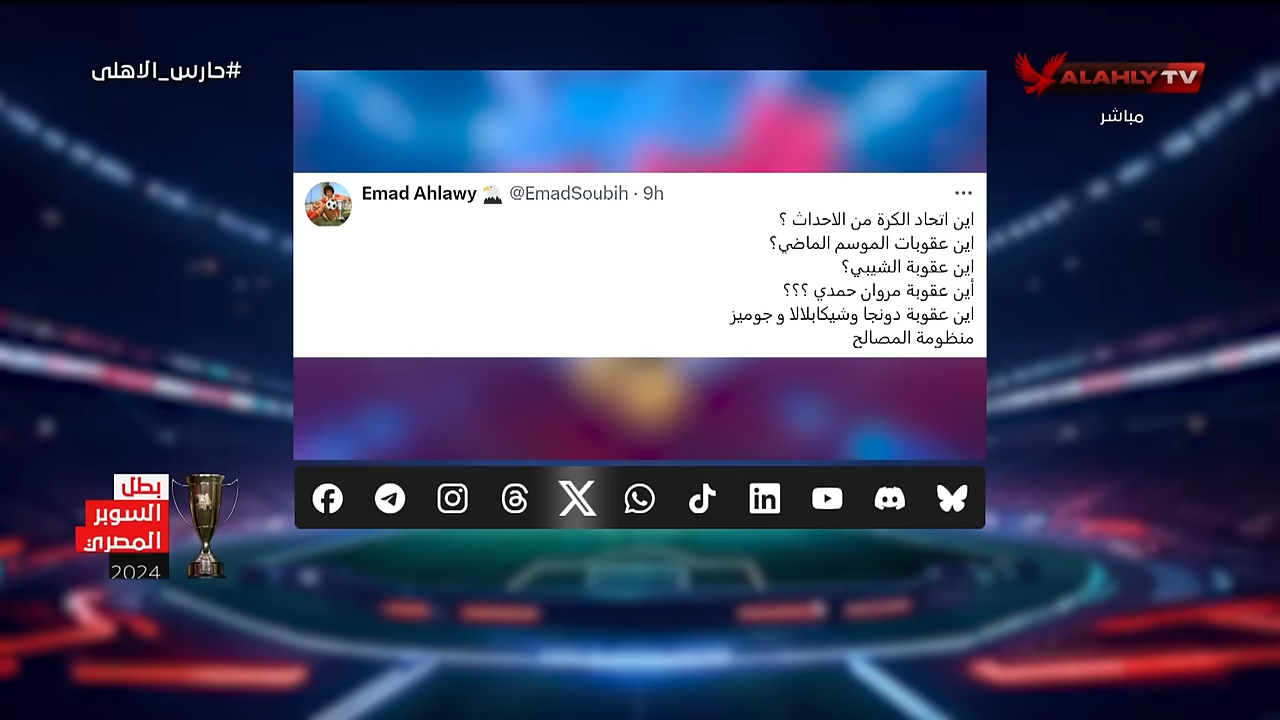 #حارس_الاهلى
ALAHLY TV
مباشر
Emad Ahlawy 🦅 @EmadSoubih · 9h
اين اتحاد الكرة من الاحداث ؟
اين عقوبات الموسم الماضي؟
اين عقوبة الشيبي؟
أين عقوبة مروان حمدي ؟؟؟
اين عقوبة دونجا وشيكابلالا و جوميز
منظومة المصالح
بطل
السوبر
المصري
2024